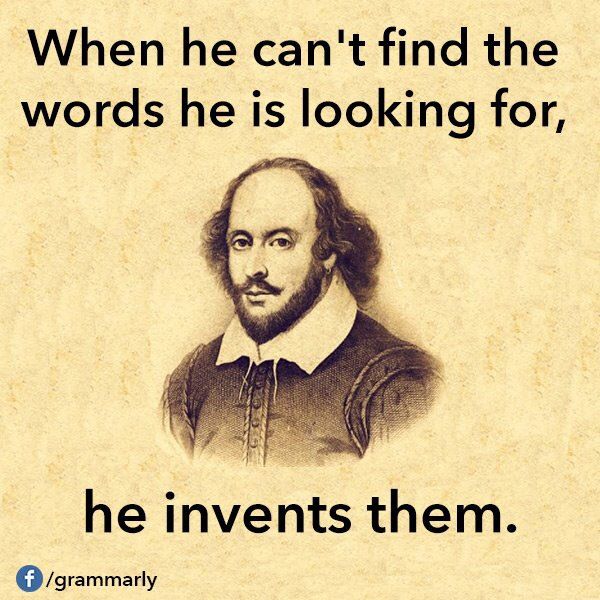 When he can't find the
words he is looking for,
he invents them.
f /grammarly